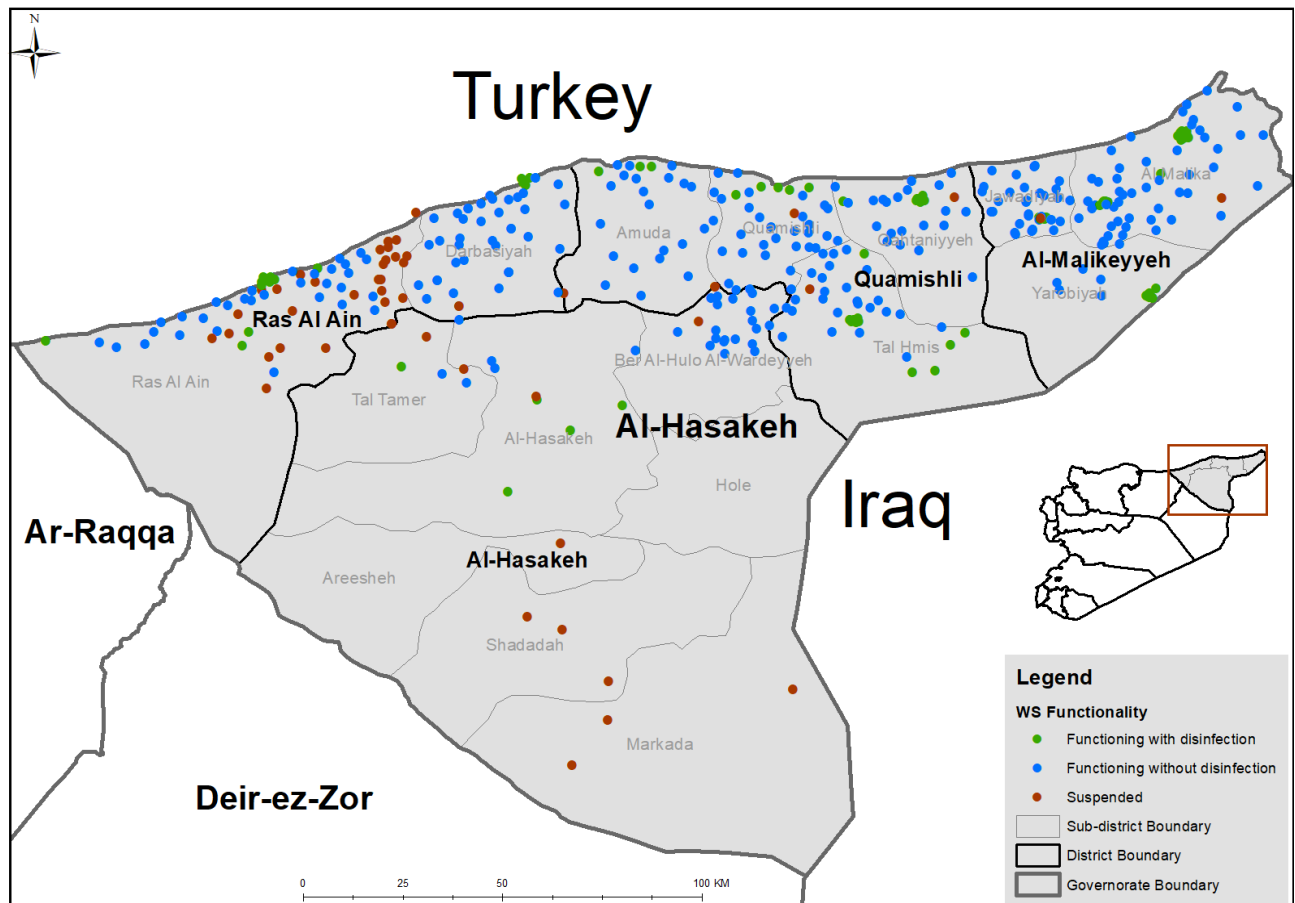 N
Turkey
Al-Malika
Jawadiyah
Amuda
Quamishli
Qahtaniyyeh
Darbasiyah
Al-Malikeyyeh
Quamishli
Yarobiyah
Ras Al Ain
Tal Hmis
Ber Al-Hulo Al-Wardeyyeh
Ras Al Ain
Tal Tamer
Al-Hasakeh
Al-Hasakeh
Hole
Iraq
Ar-Raqqa
Al-Hasakeh
Areesheh
Shadadah
Markada
Deir-ez-Zor
Legend
WS Functionality
Functioning with disinfection
Functioning without disinfection
Suspended
Sub-district Boundary
District Boundary
Governorate Boundary
0 25 50 100 KM